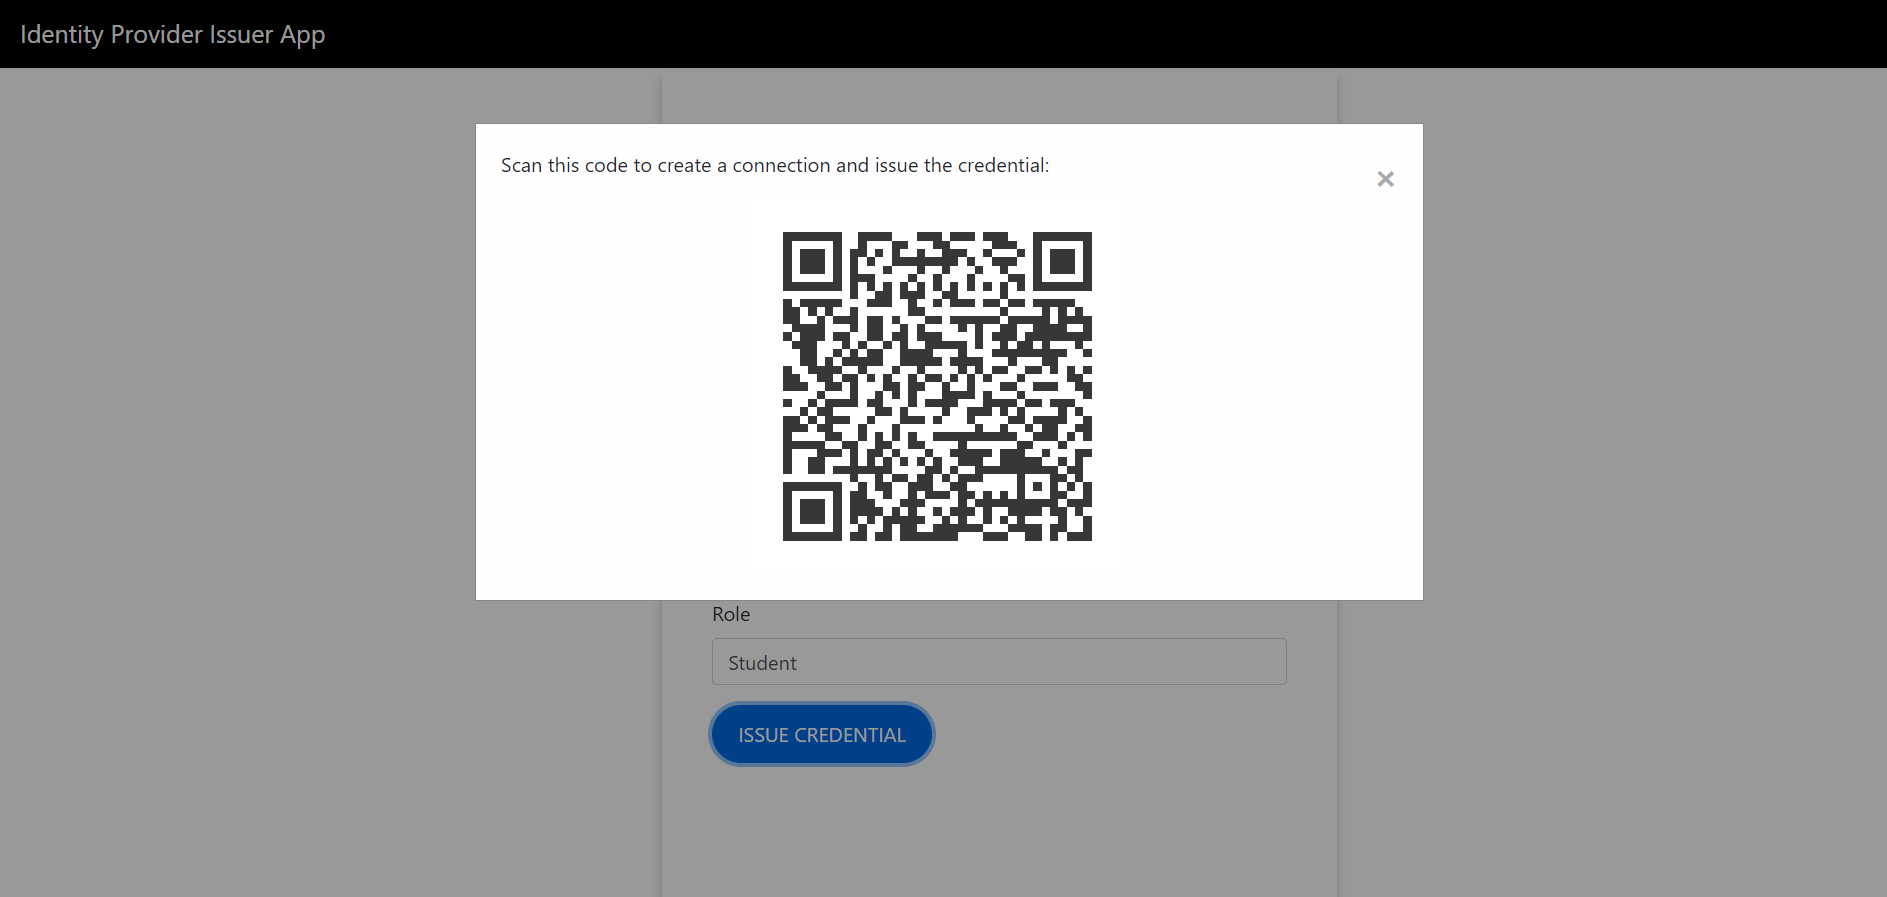 Identity Provider Issuer App
Scan this code to create a connection and issue the credential:
×
Role
Student
ISSUE CREDENTIAL